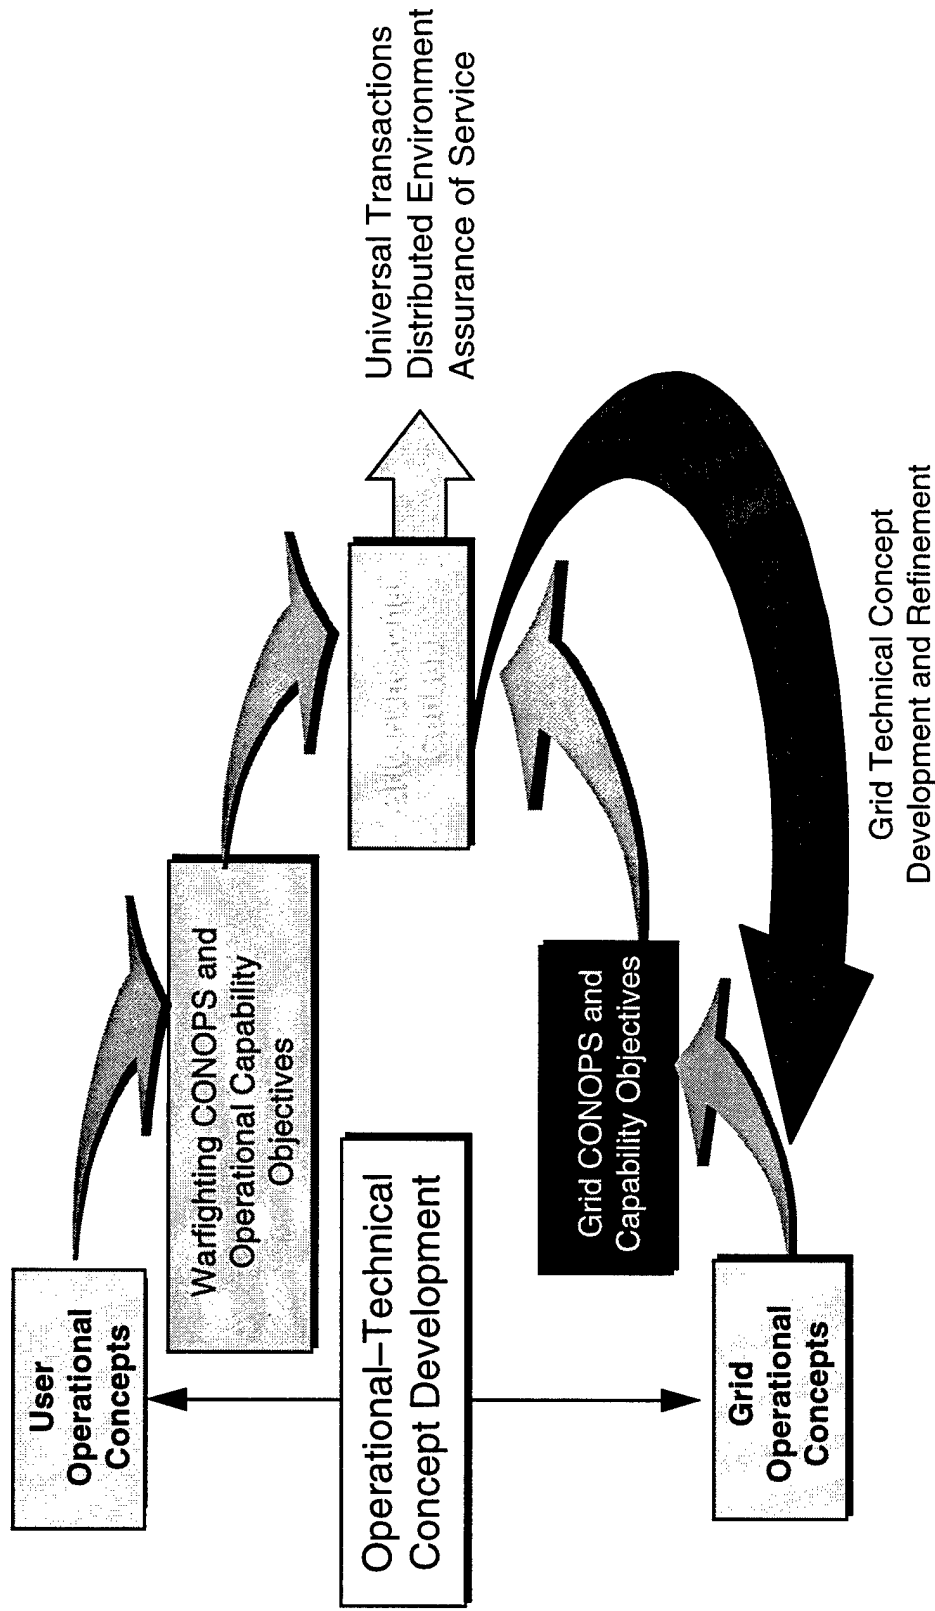 User
Operational
Concepts
Warfighting CONOPS and
Operational Capability
Objectives
Operational–Technical
Concept Development
Universal Transactions
Distributed Environment
Assurance of Service
Grid CONOPS and
Capability Objectives
Grid
Operational
Concepts
Grid Technical Concept
Development and Refinement